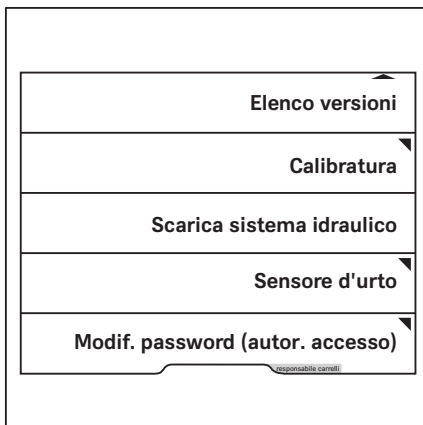 Elenco versioni
Calibratura
Scarica sistema idraulico
Sensore d'urto
Modif. password (autor. accesso)
responsabile carrelli